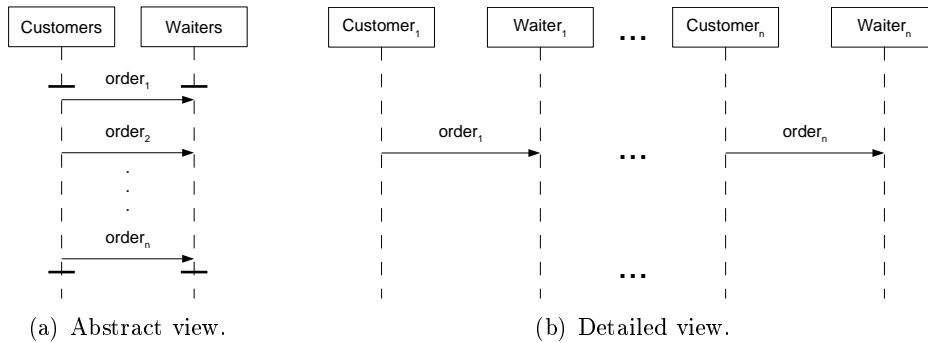 Customers Waiters Customer₁ Waiter₁ ... Customerₙ Waiterₙ
order₁
order₂ order₁ ... orderₙ
.
.
.
orderₙ
...
(a) Abstract view. (b) Detailed view.